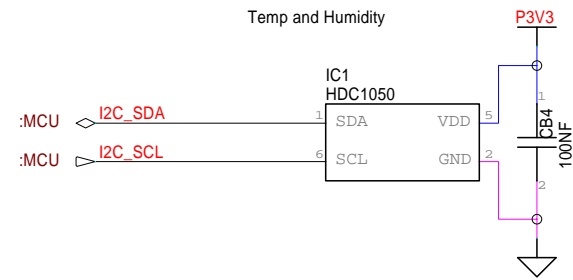 Temp and Humidity
P3V3
IC1
HDC1050
:MCU I2C_SDA 1 SDA VDD 5
:MCU I2C_SCL 6 SCL GND 2
1
CB4
100NF
2